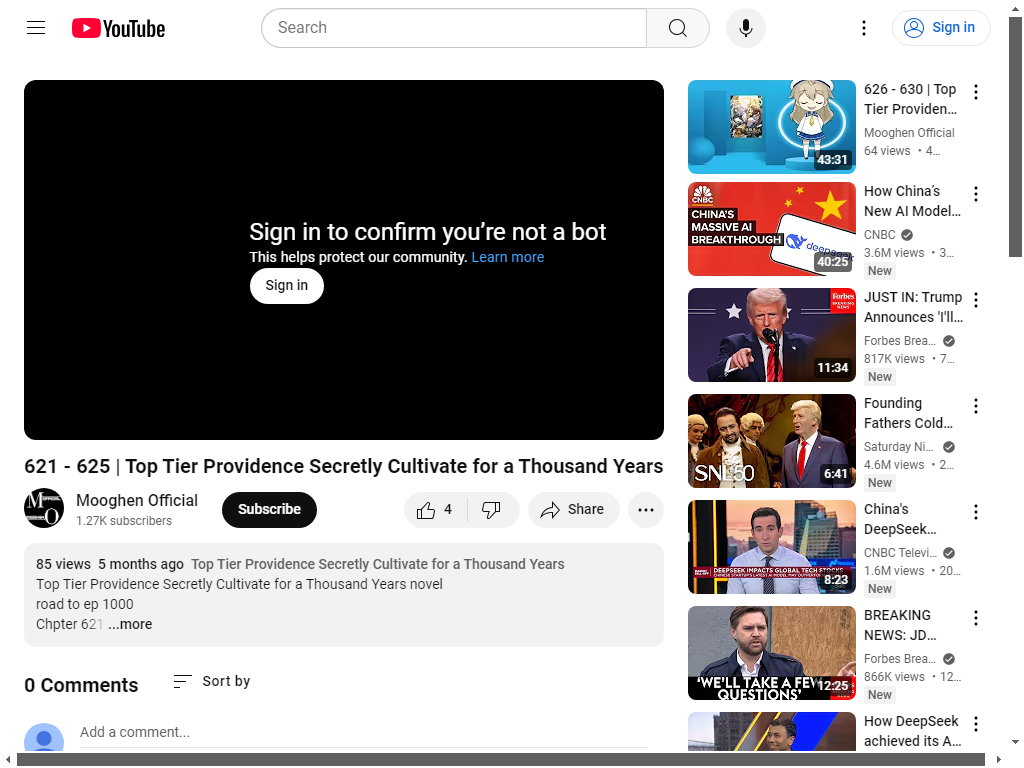 YouTube
Search
Sign in
Sign in to confirm you're not a bot
This helps protect our community. Learn more
Sign in
621 - 625 | Top Tier Providence Secretly Cultivate for a Thousand Years
Mooghen Official
1.27K subscribers
Subscribe
4
Share
85 views 5 months ago Top Tier Providence Secretly Cultivate for a Thousand Years
Top Tier Providence Secretly Cultivate for a Thousand Years novel
road to ep 1000
Chpter 621 ...more
0 Comments
Sort by
Add a comment...
43:31
626 - 630 | Top
Tier Providen...
Mooghen Official
64 views • 4...
CNBC
CHINA'S
MASSIVE AI
BREAKTHROUGH
deepseek
40:25
How China's
New AI Model...
CNBC
3.6M views • 3...
New
Forbes
BREAKING
NEWS
11:34
JUST IN: Trump
Announces 'I'll...
Forbes Brea...
817K views • 7...
New
SNL50
6:41
Founding
Fathers Cold...
Saturday Ni...
4.6M views • 2...
New
DEEPSEEK IMPACTS GLOBAL TECH STOCKS
8:23
China's
DeepSeek...
CNBC Televi...
1.6M views • 20...
New
'WE'LL TAKE A FEW
QUESTIONS'
12:25
BREAKING
NEWS: JD...
Forbes Brea...
866K views • 12...
New
How DeepSeek
achieved its A...